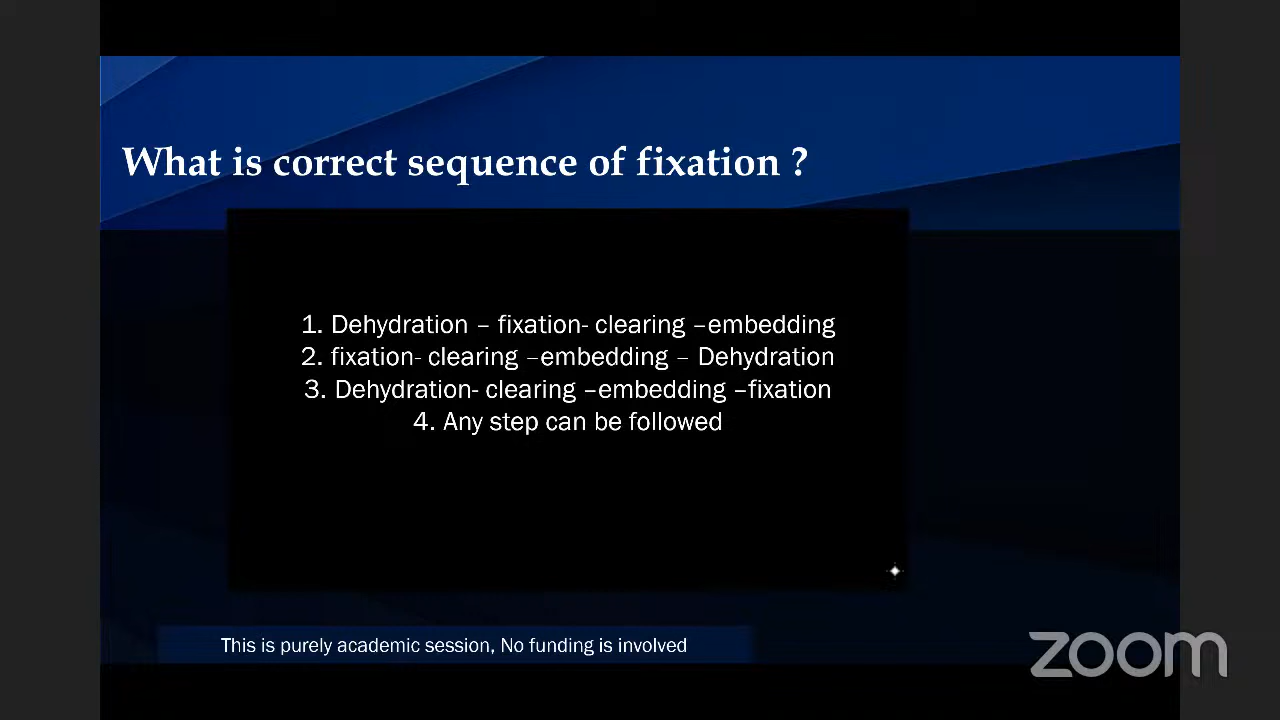 What is correct sequence of fixation ?
1. Dehydration – fixation- clearing –embedding
2. fixation- clearing –embedding – Dehydration
3. Dehydration- clearing –embedding –fixation
4. Any step can be followed
This is purely academic session, No funding is involved
zoom